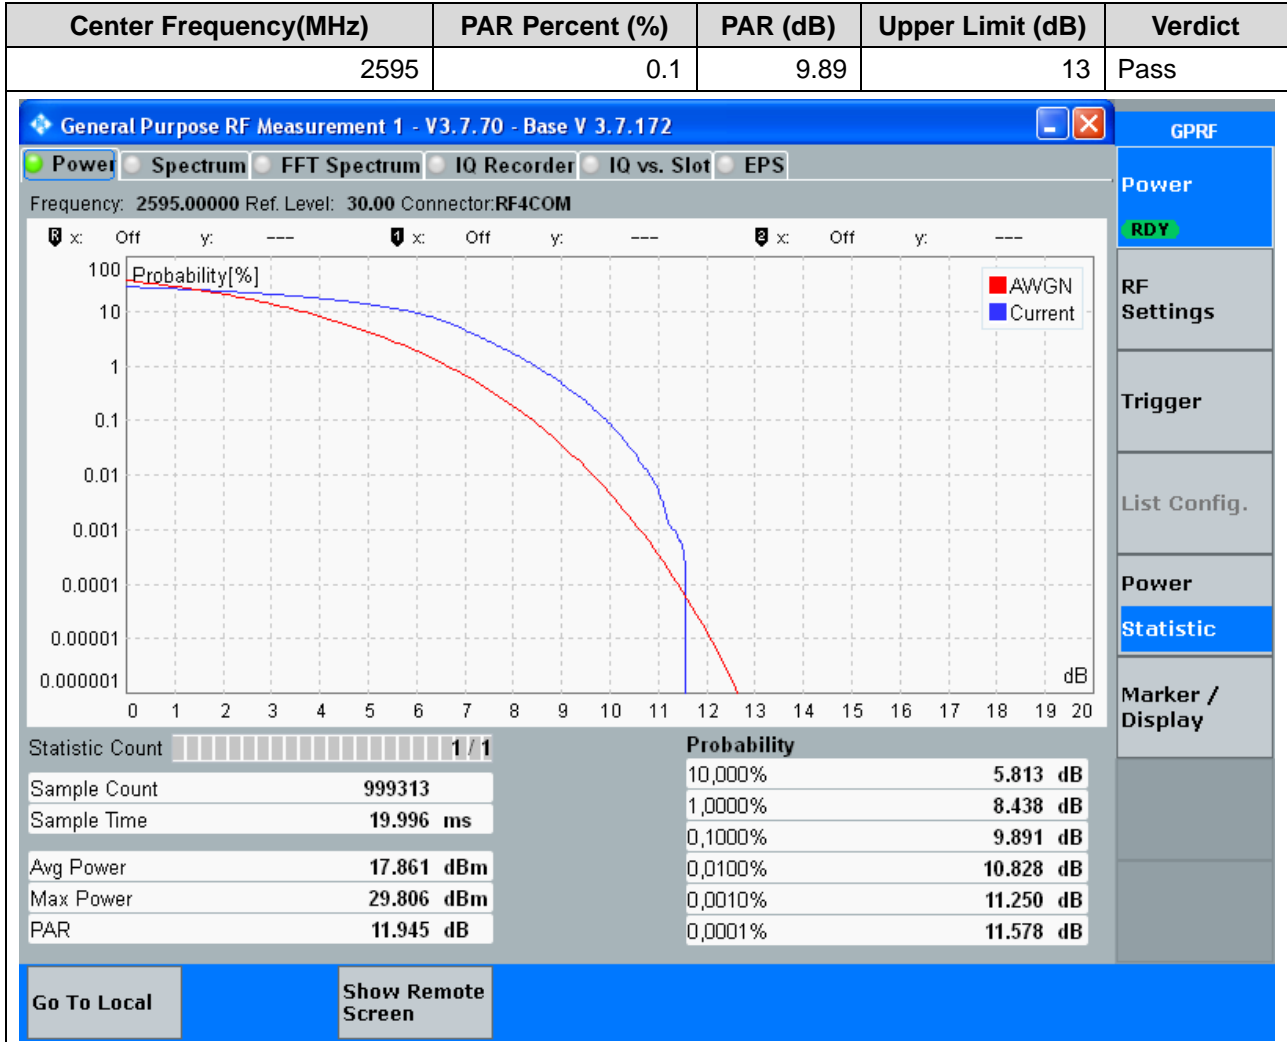 Center Frequency(MHz) PAR Percent (%) PAR (dB) Upper Limit (dB) Verdict
2595 0.1 9.89 13 Pass
General Purpose RF Measurement 1 - V3.7.70 - Base V 3.7.172
GPRF
Power Spectrum FFT Spectrum IQ Recorder IQ vs. Slot EPS
Frequency: 2595.00000 Ref. Level: 30.00 Connector:RF4COM
R x: Off y: --- 1 x: Off y: --- 2 x: Off y: ---
Probability[%]
100
10
1
0.1
0.01
0.001
0.0001
0.00001
0.000001
AWGN
Current
dB
0 1 2 3 4 5 6 7 8 9 10 11 12 13 14 15 16 17 18 19 20
Statistic Count 1 / 1
Sample Count 999313
Sample Time 19.996 ms
Avg Power 17.861 dBm
Max Power 29.806 dBm
PAR 11.945 dB
Probability
10,000% 5.813 dB
1,0000% 8.438 dB
0,1000% 9.891 dB
0,0100% 10.828 dB
0,0010% 11.250 dB
0,0001% 11.578 dB
Power
RDY
RF
Settings
Trigger
List Config.
Power
Statistic
Marker /
Display
Go To Local
Show Remote
Screen